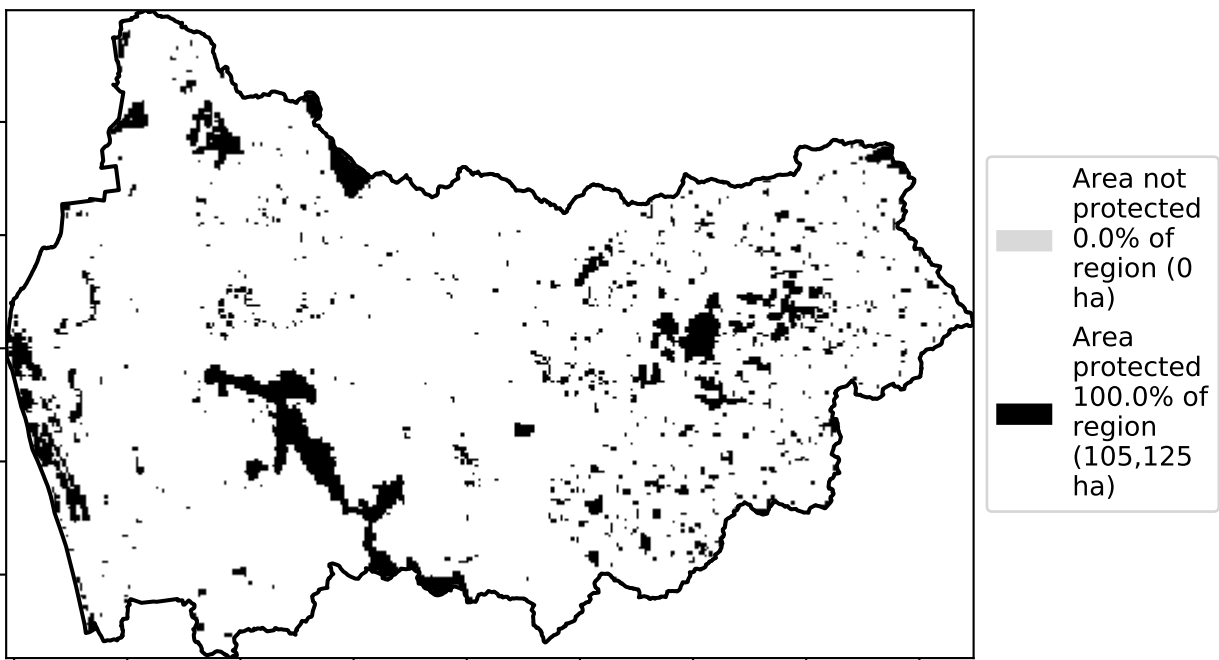 Area not
protected
0.0% of
region (0
ha)
Area
protected
100.0% of
region
(105,125
ha)